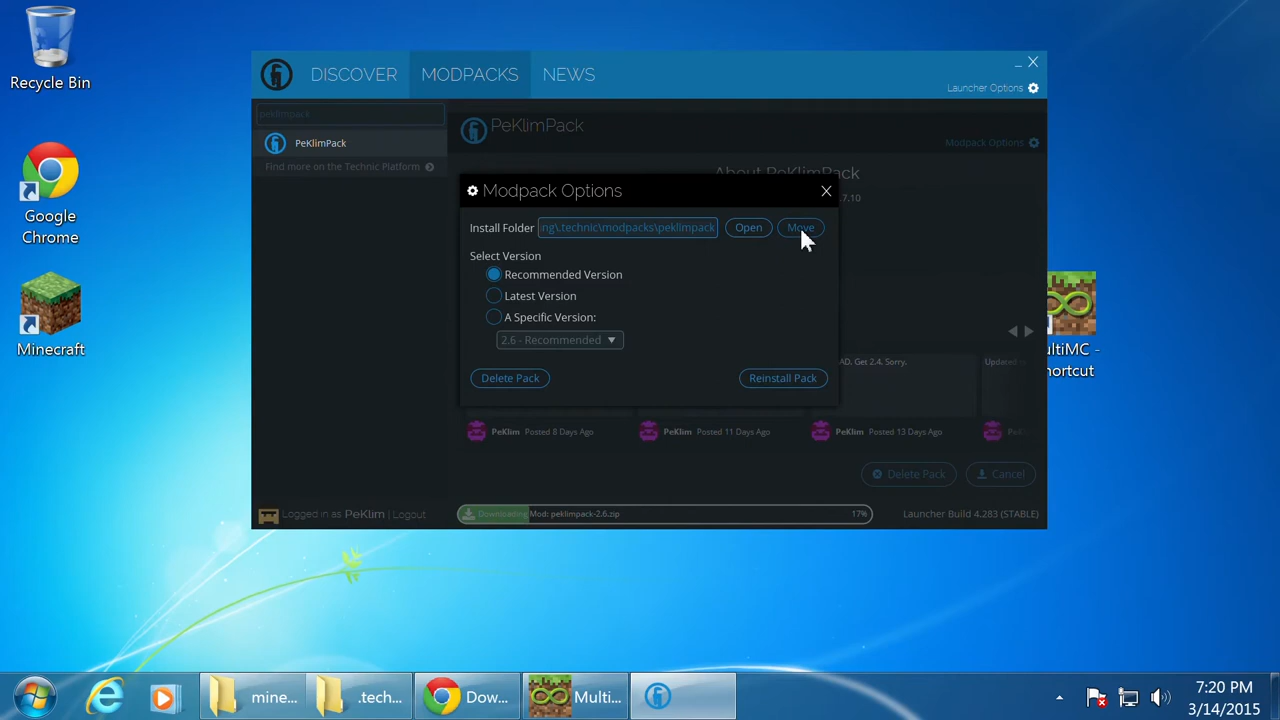 Recycle Bin
Google
Chrome
Minecraft
DISCOVER
MODPACKS
NEWS
Launcher Options
peklimpack
PeKlimPack
Find more on the Technic Platform
PeKlimPack
Modpack Options
About PeKlimPack
.7.10
Modpack Options
X
Install Folder
ng\.technic\modpacks\peklimpack
Open
Move
Select Version
Recommended Version
Latest Version
A Specific Version:
2.6 - Recommended
Delete Pack
Reinstall Pack
AD. Get 2.4. Sorry.
Updated
PeKlim Posted 8 Days Ago
PeKlim Posted 11 Days Ago
PeKlim Posted 13 Days Ago
Delete Pack
Cancel
Logged in as PeKlim | Logout
Downloading Mod: peklimpack-2.6.zip
17%
Launcher Build 4.283 (STABLE)
ultiMC -
hortcut
mine...
.tech...
Dow...
Multi...
7:20 PM
3/14/2015